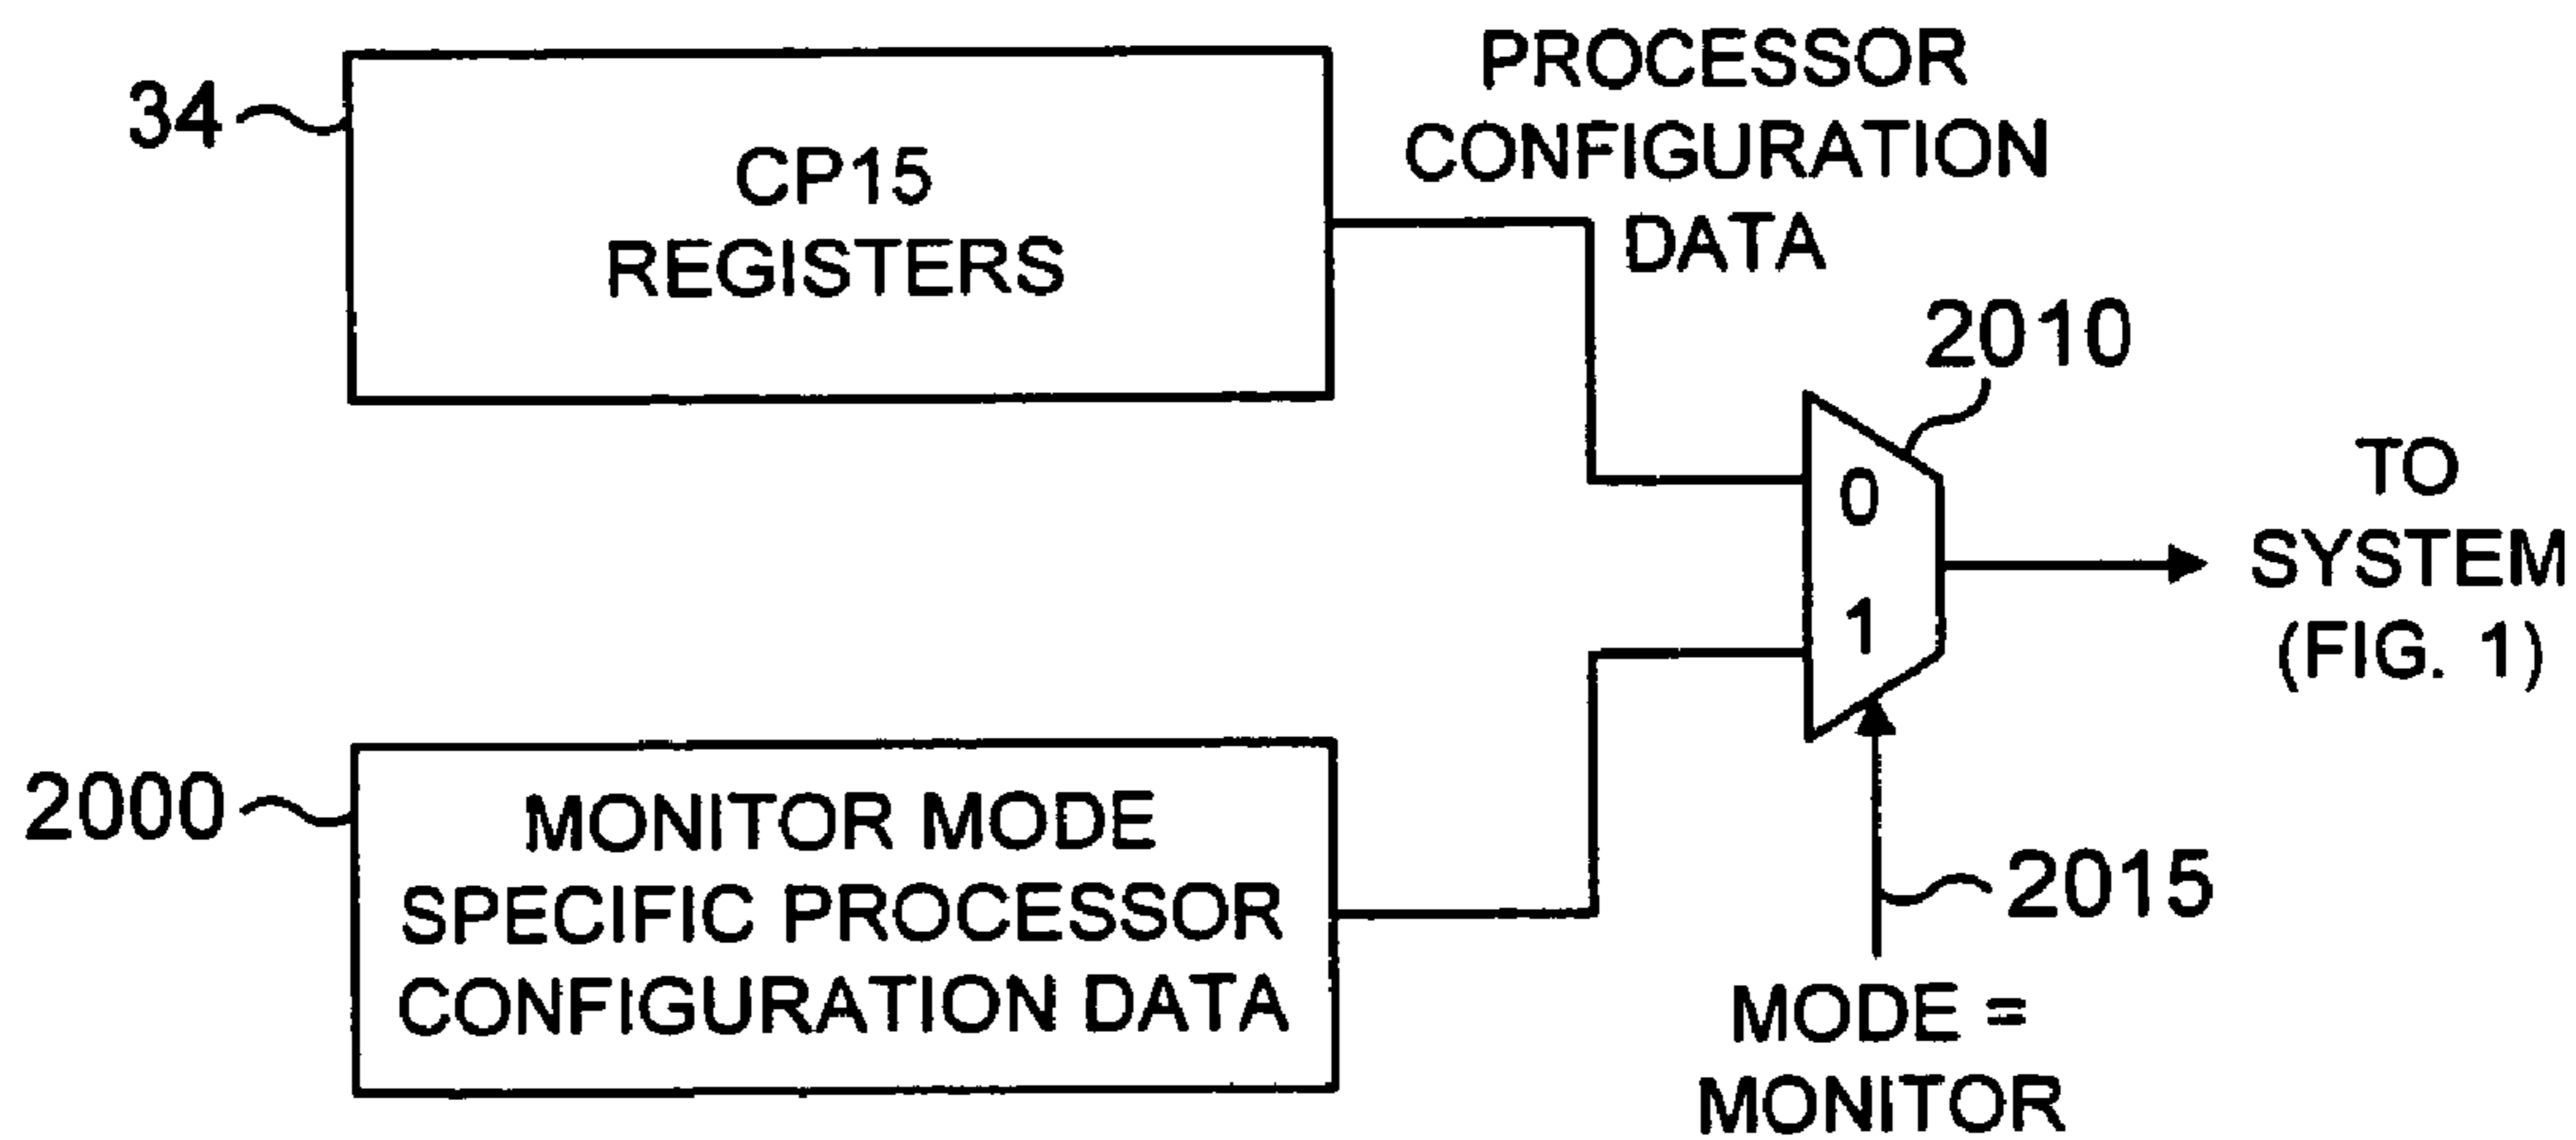 34
CP15
REGISTERS
PROCESSOR
CONFIGURATION
DATA
2010
0
1
TO
SYSTEM
(FIG. 1)
2000
MONITOR MODE
SPECIFIC PROCESSOR
CONFIGURATION DATA
2015
MODE =
MONITOR